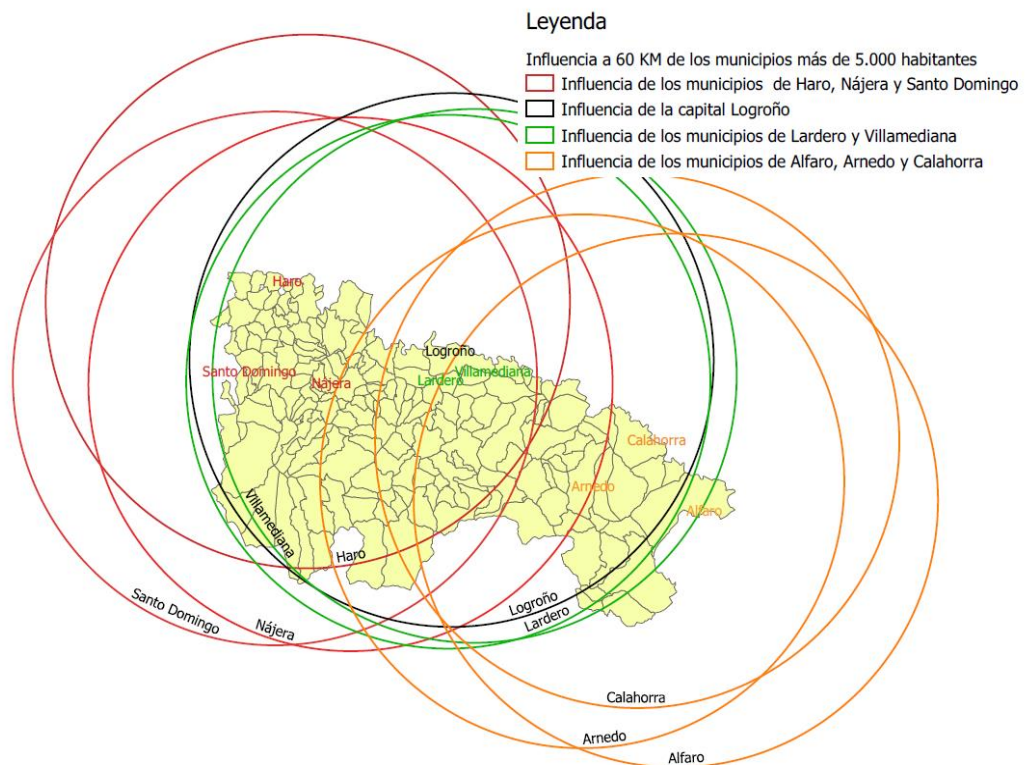 Leyenda
Influencia a 60 KM de los municipios más de 5.000 habitantes
Influencia de los municipios de Haro, Nájera y Santo Domingo
Influencia de la capital Logroño
Influencia de los municipios de Lardero y Villamediana
Influencia de los municipios de Alfaro, Arnedo y Calahorra
Haro
Logroño
Santo Domingo
Nájera
Lardero
Villamediana
Calahorra
Arnedo
Alfaro
Villamediana
Haro
Santo Domingo
Nájera
Logroño
Lardero
Calahorra
Arnedo
Alfaro